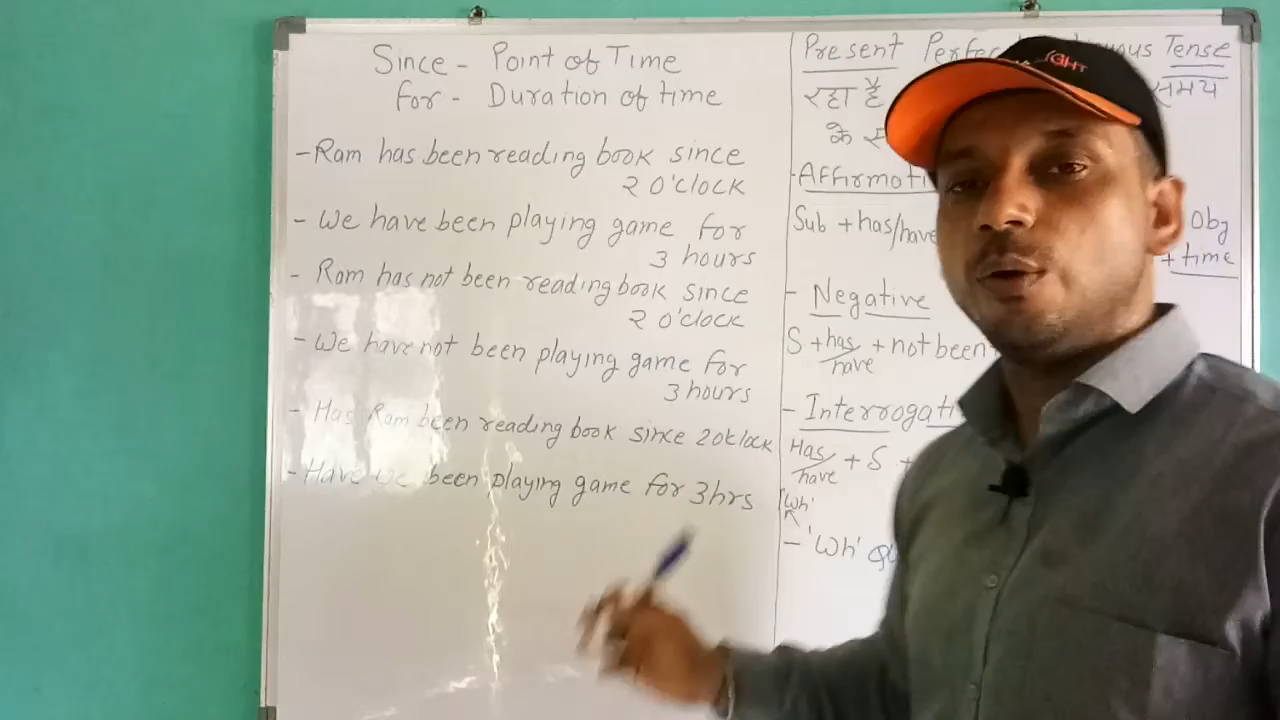 Since - Point of Time
for - Duration of time
- Ram has been reading book since
2 O'clock
- We have been playing game for
3 hours
- Ram has not been reading book since
2 O'clock
- We have not been playing game for
3 hours
- Has Ram been reading book since 2 O'clock
- Have we been playing game for 3 hrs
Present Tense
रहा है समय
के
- Affirmati
Sub + has/have Obj
+ time
- Negative
S + has/have + not been
- Interrogati
Has/have + S +
'Wh'
- 'Wh'